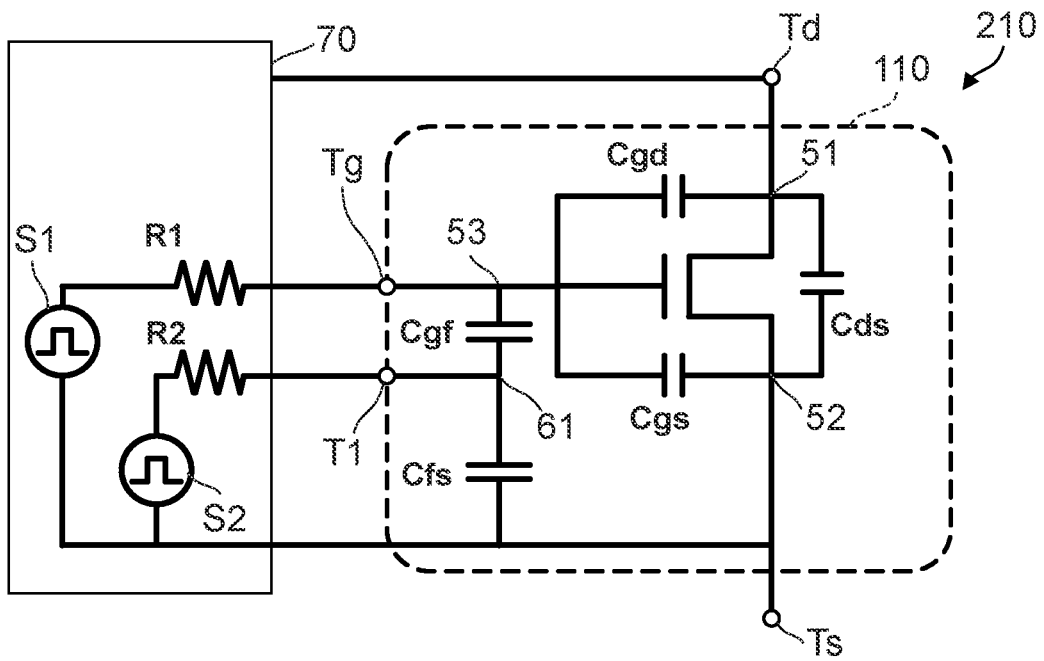 70
Td
210
110
Cgd
51
Tg
53
S1
R1
R2
Cgf
Cds
Cgs
52
T1
61
Cfs
S2
Ts